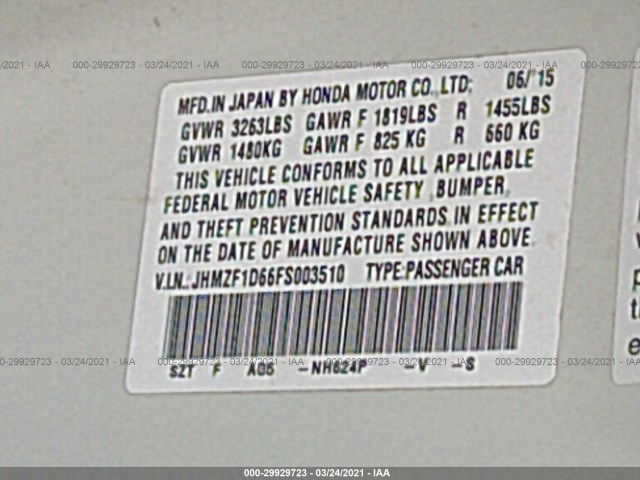 000-29929723 - 03/24/2021 - IAA
MFD. IN JAPAN BY HONDA MOTOR CO. LTD; 06/'15
GVWR 3263LBS GAWR F 1819LBS R 1455LBS
GVWR 1480KG GAWR F 825 KG R 660 KG
THIS VEHICLE CONFORMS TO ALL APPLICABLE
FEDERAL MOTOR VEHICLE SAFETY, BUMPER,
AND THEFT PREVENTION STANDARDS IN EFFECT
ON THE DATE OF MANUFACTURE SHOWN ABOVE.
V.I.N.: JHMZF1D66FS003510 TYPE:PASSENGER CAR
000-29929723 - 03/24/2021 - IAA
SZT F A05 -NH624P -V -S
000-29929723 - 03/24/2021 - IAA